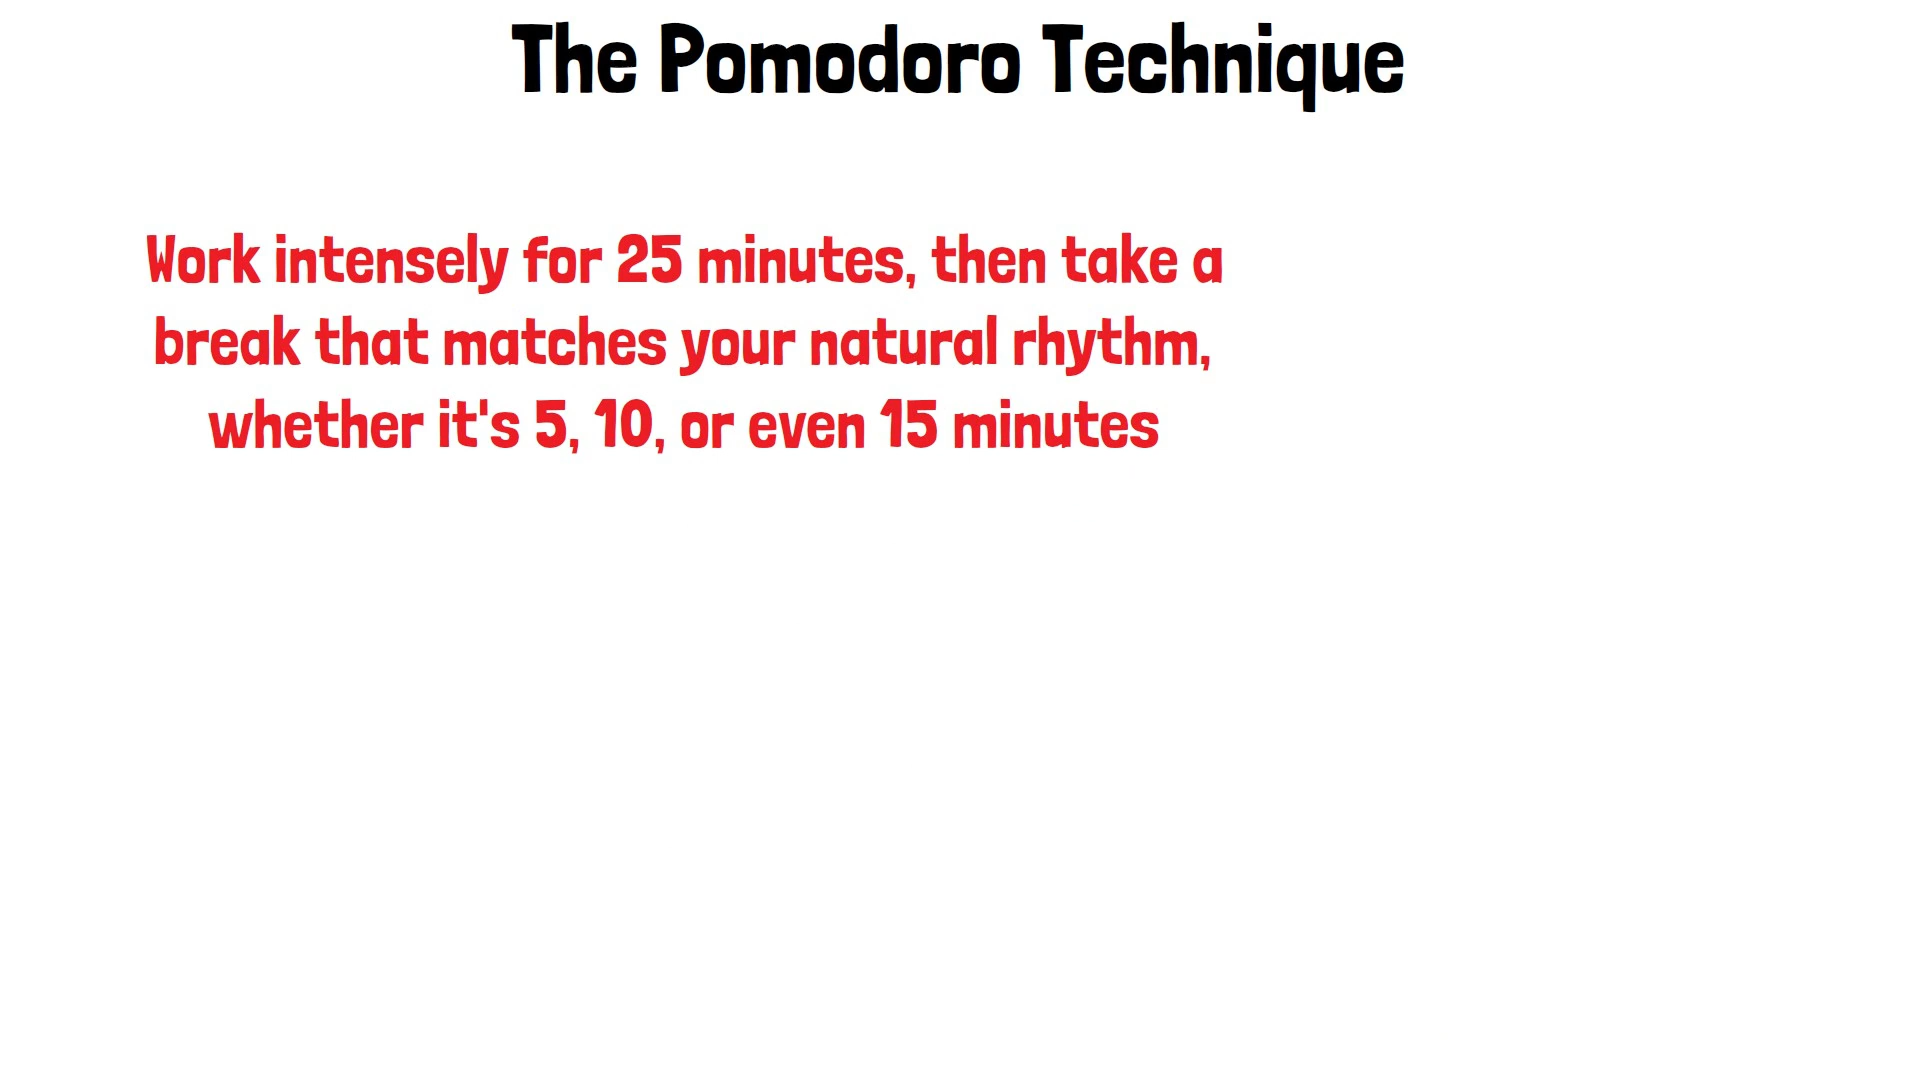 The Pomodoro Technique
Work intensely for 25 minutes, then take a
break that matches your natural rhythm,
whether it's 5, 10, or even 15 minutes